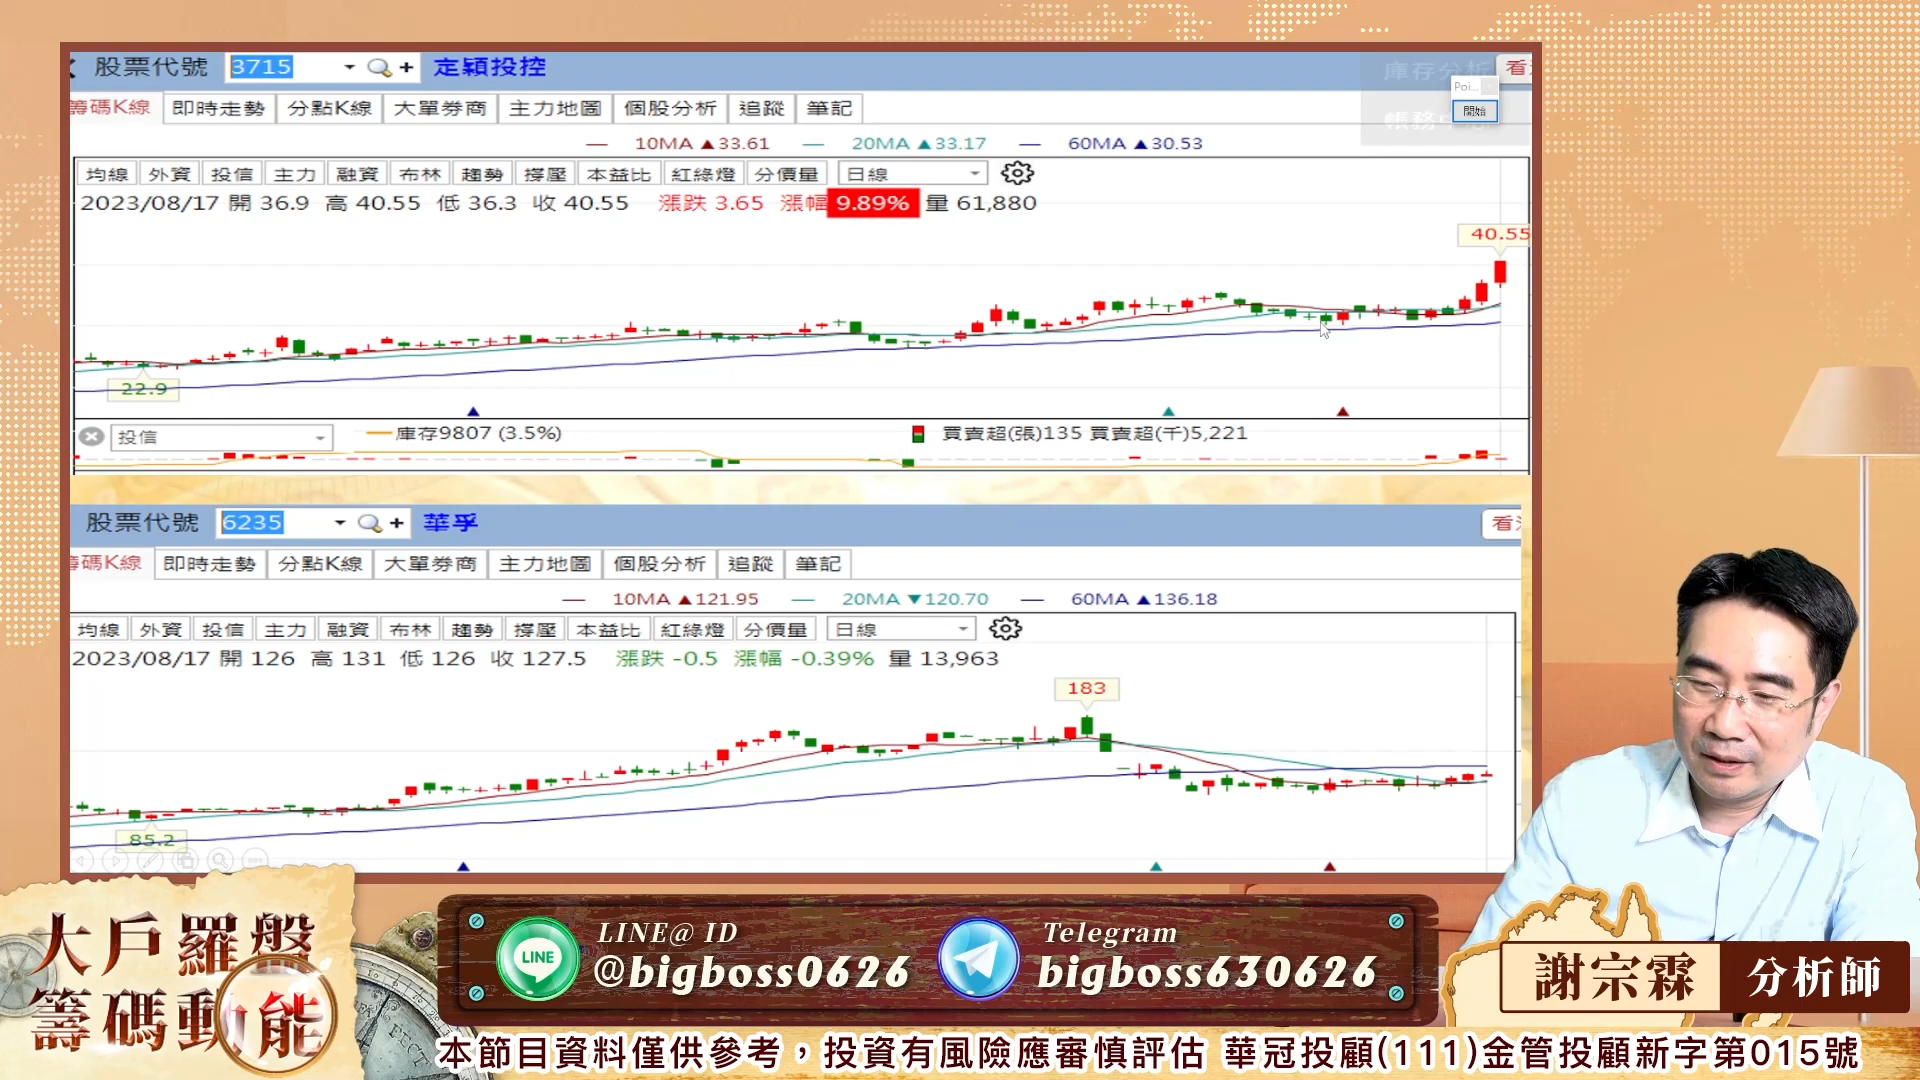 股票代號 3715 定穎投控
庫存分析 看
Poi...
開始
籌碼K線 即時走勢 分點K線 大單券商 主力地圖 個股分析 追蹤 筆記
帳務中
10MA ▲33.61 20MA ▲33.17 60MA ▲30.53
均線 外資 投信 主力 融資 布林 趨勢 撐壓 本益比 紅綠燈 分價量 日線
2023/08/17 開 36.9 高 40.55 低 36.3 收 40.55 漲跌 3.65 漲幅 9.89% 量 61,880
40.55
22.9
投信 庫存9807 (3.5%) 買賣超(張)135 買賣超(千)5,221
股票代號 6235 華孚 看
籌碼K線 即時走勢 分點K線 大單券商 主力地圖 個股分析 追蹤 筆記
10MA ▲121.95 20MA ▼120.70 60MA ▲136.18
均線 外資 投信 主力 融資 布林 趨勢 撐壓 本益比 紅綠燈 分價量 日線
2023/08/17 開 126 高 131 低 126 收 127.5 漲跌 -0.5 漲幅 -0.39% 量 13,963
183
85.2
大戶羅盤
籌碼動能
LINE
LINE@ ID
@bigboss0626
Telegram
bigboss630626
謝宗霖 分析師
本節目資料僅供參考，投資有風險應審慎評估 華冠投顧(111)金管投顧新字第015號